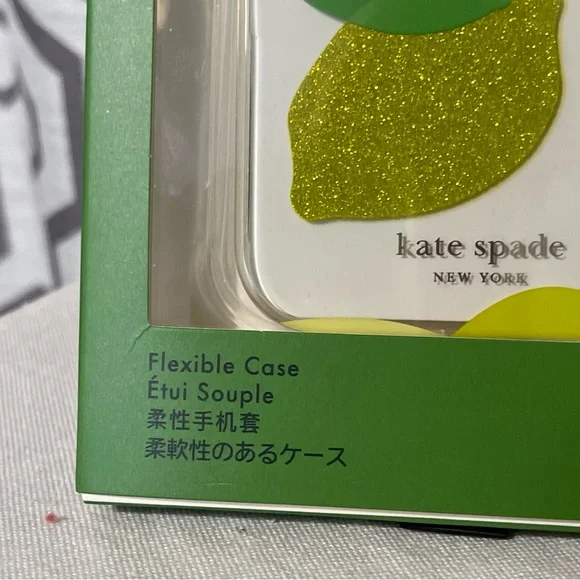 kate spade
NEW YORK
Flexible Case
Étui Souple
柔性手机套
柔軟性のあるケース